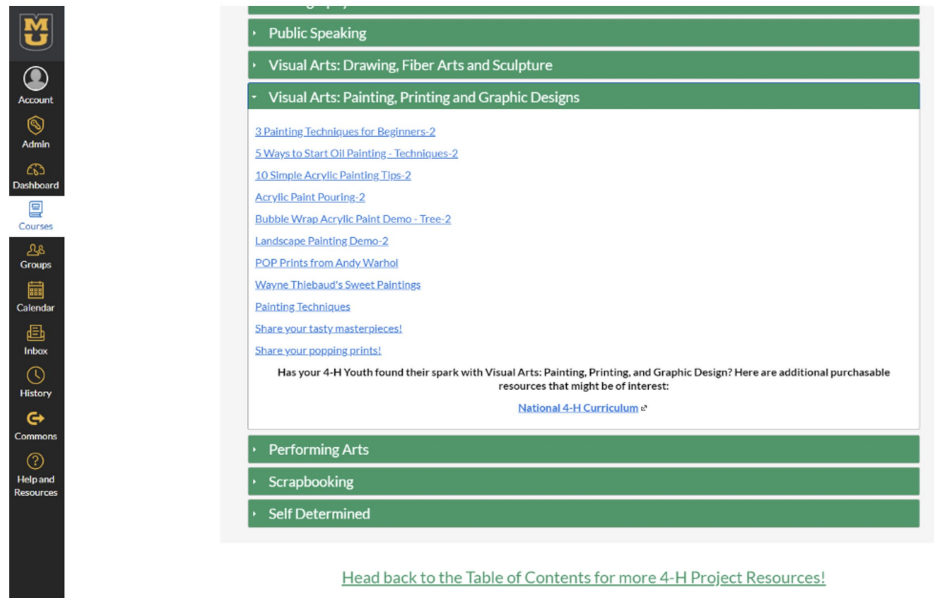 MU
Account
Admin
Dashboard
Courses
Groups
Calendar
Inbox
History
Commons
Help and
Resources
Public Speaking
Visual Arts: Drawing, Fiber Arts and Sculpture
Visual Arts: Painting, Printing and Graphic Designs
3 Painting Techniques for Beginners-2
5 Ways to Start Oil Painting - Techniques-2
10 Simple Acrylic Painting Tips-2
Acrylic Paint Pouring-2
Bubble Wrap Acrylic Paint Demo - Tree-2
Landscape Painting Demo-2
POP Prints from Andy Warhol
Wayne Thiebaud's Sweet Paintings
Painting Techniques
Share your tasty masterpieces!
Share your popping prints!
Has your 4-H Youth found their spark with Visual Arts: Painting, Printing, and Graphic Design? Here are additional purchasable
resources that might be of interest:
National 4-H Curriculum
Performing Arts
Scrapbooking
Self Determined
Head back to the Table of Contents for more 4-H Project Resources!